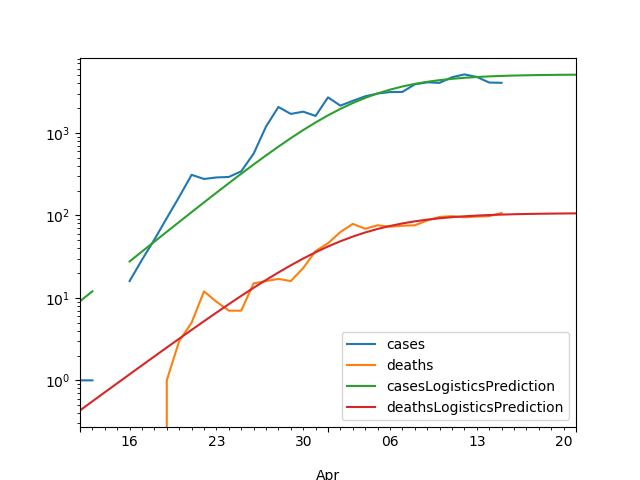 10³
10²
10¹
10⁰
cases
deaths
casesLogisticsPrediction
deathsLogisticsPrediction
16 23 30 06 13 20
Apr